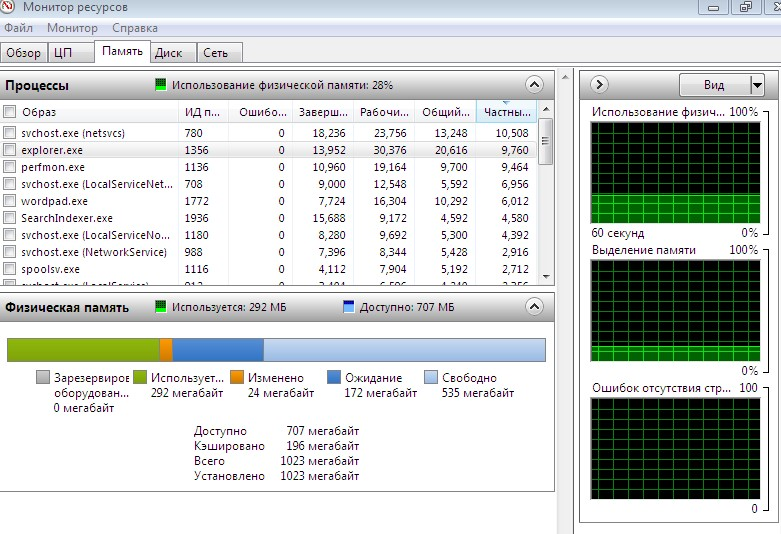 Монитор ресурсов
Файл Монитор Справка
Обзор ЦП Память Диск Сеть
Процессы Использование физической памяти: 28%
Образ ИД п... Ошибо... Заверш... Рабочи... Общий... Частны...
svchost.exe (netsvcs) 780 0 18,236 23,756 13,248 10,508
explorer.exe 1356 0 13,952 30,376 20,616 9,760
perfmon.exe 1136 0 10,960 19,164 9,700 9,464
svchost.exe (LocalServiceNet... 708 0 9,000 12,548 5,592 6,956
wordpad.exe 1772 0 7,724 16,304 10,292 6,012
SearchIndexer.exe 1936 0 15,688 9,172 4,592 4,580
svchost.exe (LocalServiceNo... 1180 0 8,280 9,692 5,300 4,392
svchost.exe (NetworkService) 988 0 7,396 8,344 5,428 2,916
spoolsv.exe 1116 0 4,112 7,904 5,192 2,712
Физическая память Используется: 292 МБ Доступно: 707 МБ
Зарезервиров Использует... Изменено Ожидание Свободно
оборудован... 292 мегабайт 24 мегабайт 172 мегабайт 535 мегабайт
0 мегабайт
Доступно 707 мегабайт
Кэшировано 196 мегабайт
Всего 1023 мегабайт
Установлено 1023 мегабайт
Вид
Использование физич... 100%
60 секунд 0%
Выделение памяти 100%
0%
Ошибок отсутствия стр... 100
0